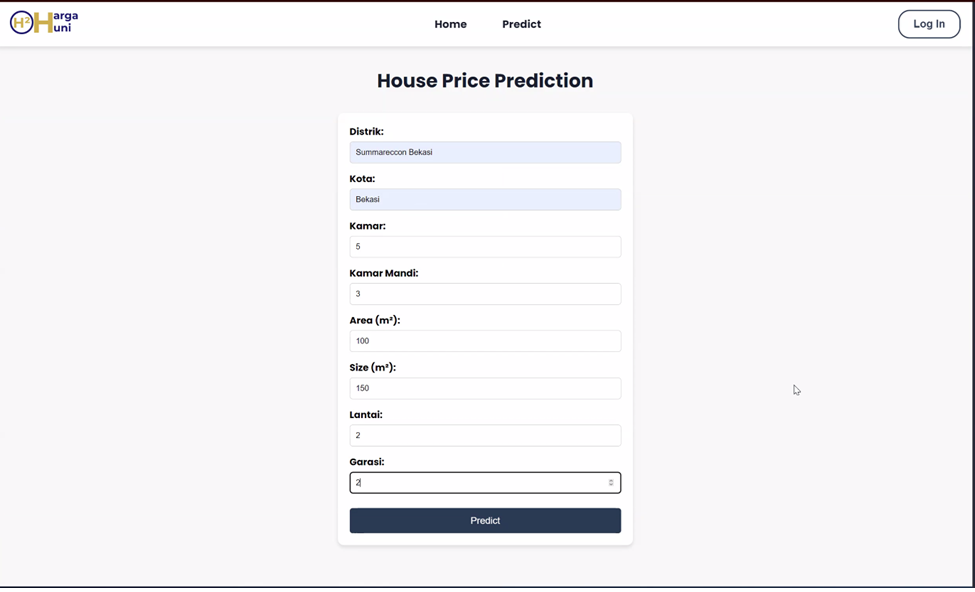 H² Harga
Huni
Home
Predict
Log In
House Price Prediction
Distrik:
Summareccon Bekasi
Kota:
Bekasi
Kamar:
5
Kamar Mandi:
3
Area (m²):
100
Size (m²):
150
Lantai:
2
Garasi:
2
Predict